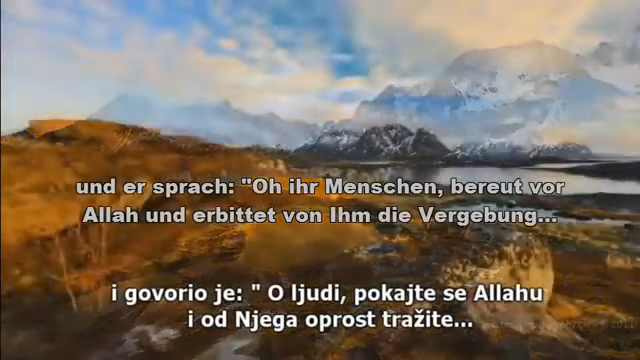 und er sprach: "Oh ihr Menschen, bereut vor
Allah und erbittet von Ihm die Vergebung...
i govorio je: " O ljudi, pokajte se Allahu
i od Njega oprost tražite...